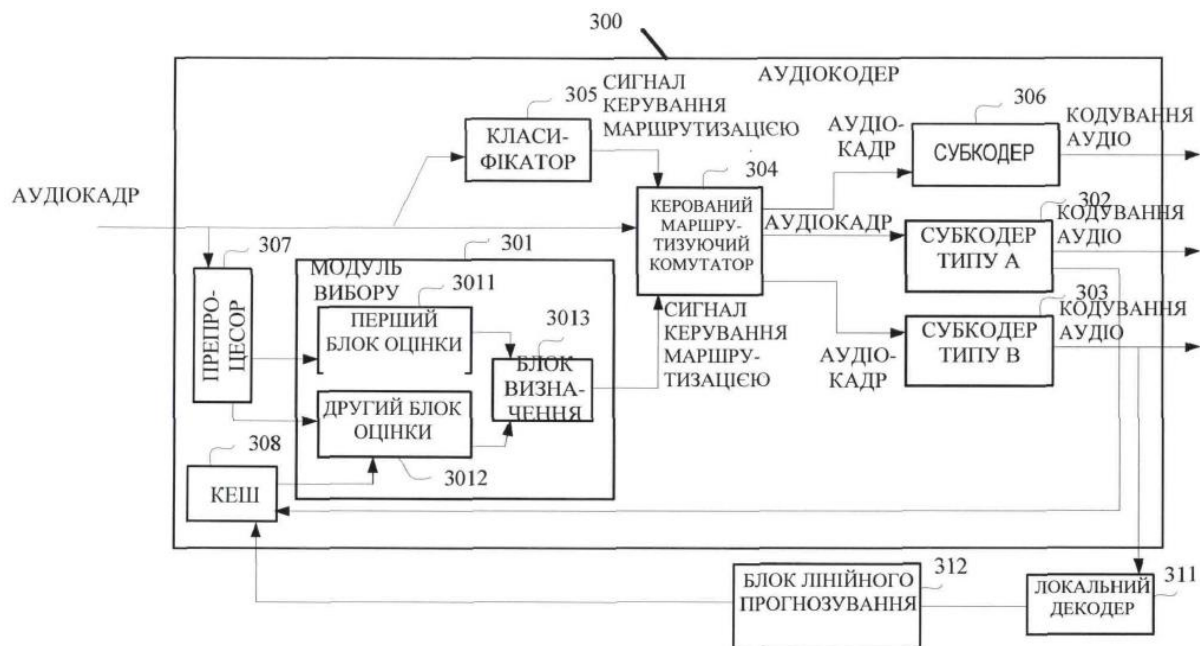 300
АУДІОКОДЕР
СИГНАЛ
КЕРУВАННЯ
МАРШРУТИЗАЦІЄЮ
305
КЛАСИ-
ФІКАТОР
306
АУДІО-
КАДР
СУБКОДЕР
КОДУВАННЯ
АУДІО
304
АУДІОКАДР
КЕРОВАНИЙ
МАРШРУ-
ТИЗУЮЧИЙ
КОМУТАТОР
АУДІОКАДР
302
СУБКОДЕР
ТИПУ А
КОДУВАННЯ
АУДІО
307
ПРЕПРО-
ЦЕСОР
301
МОДУЛЬ
ВИБОРУ
3011
ПЕРШИЙ
БЛОК ОЦІНКИ
3013
БЛОК
ВИЗНА-
ЧЕННЯ
СИГНАЛ
КЕРУВАННЯ
МАРШРУ-
ТИЗАЦІЄЮ
303
СУБКОДЕР
ТИПУ В
КОДУВАННЯ
АУДІО
АУДІО-
КАДР
ДРУГИЙ БЛОК
ОЦІНКИ
3012
308
КЕШ
312
БЛОК ЛІНІЙНОГО
ПРОГНОЗУВАННЯ
311
ЛОКАЛЬНИЙ
ДЕКОДЕР